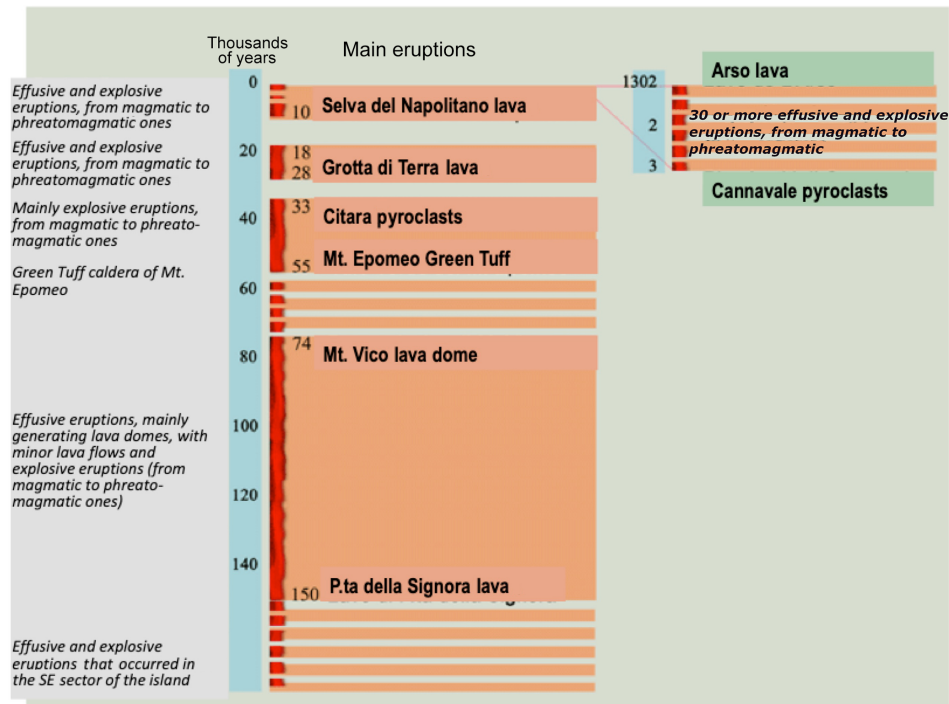 Thousands
of years
Main eruptions
Effusive and explosive
eruptions, from magmatic to
phreatomagmatic ones
Effusive and explosive
eruptions, from magmatic to
phreatomagmatic ones
Mainly explosive eruptions,
from magmatic to phreato-
magmatic ones
Green Tuff caldera of Mt.
Epomeo
Effusive eruptions, mainly
generating lava domes, with
minor lava flows and
explosive eruptions (from
magmatic to phreato-
magmatic ones)
Effusive and explosive
eruptions that occurred in
the SE sector of the island
0
20
40
60
80
100
120
140
10
18
28
33
55
74
150
Selva del Napolitano lava
Grotta di Terra lava
Citara pyroclasts
Mt. Epomeo Green Tuff
Mt. Vico lava dome
P.ta della Signora lava
1302
2
3
Arso lava
30 or more effusive and explosive
eruptions, from magmatic to
phreatomagmatic
Cannavale pyroclasts